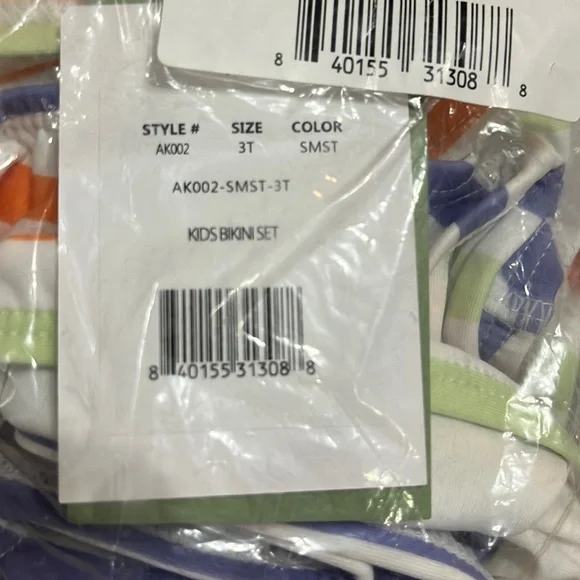 8 40155 31308 8
STYLE # SIZE COLOR
AK002 3T SMST
AK002-SMST-3T
KIDS BIKINI SET
8 40155 31308 8